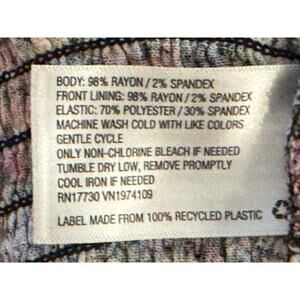 BODY: 98% RAYON / 2% SPANDEX
FRONT LINING: 98% RAYON / 2% SPANDEX
ELASTIC: 70% POLYESTER / 30% SPANDEX
MACHINE WASH COLD WITH LIKE COLORS
GENTLE CYCLE
ONLY NON-CHLORINE BLEACH IF NEEDED
TUMBLE DRY LOW, REMOVE PROMPTLY
COOL IRON IF NEEDED
RN17730 VN1974109
LABEL MADE FROM 100% RECYCLED PLASTIC